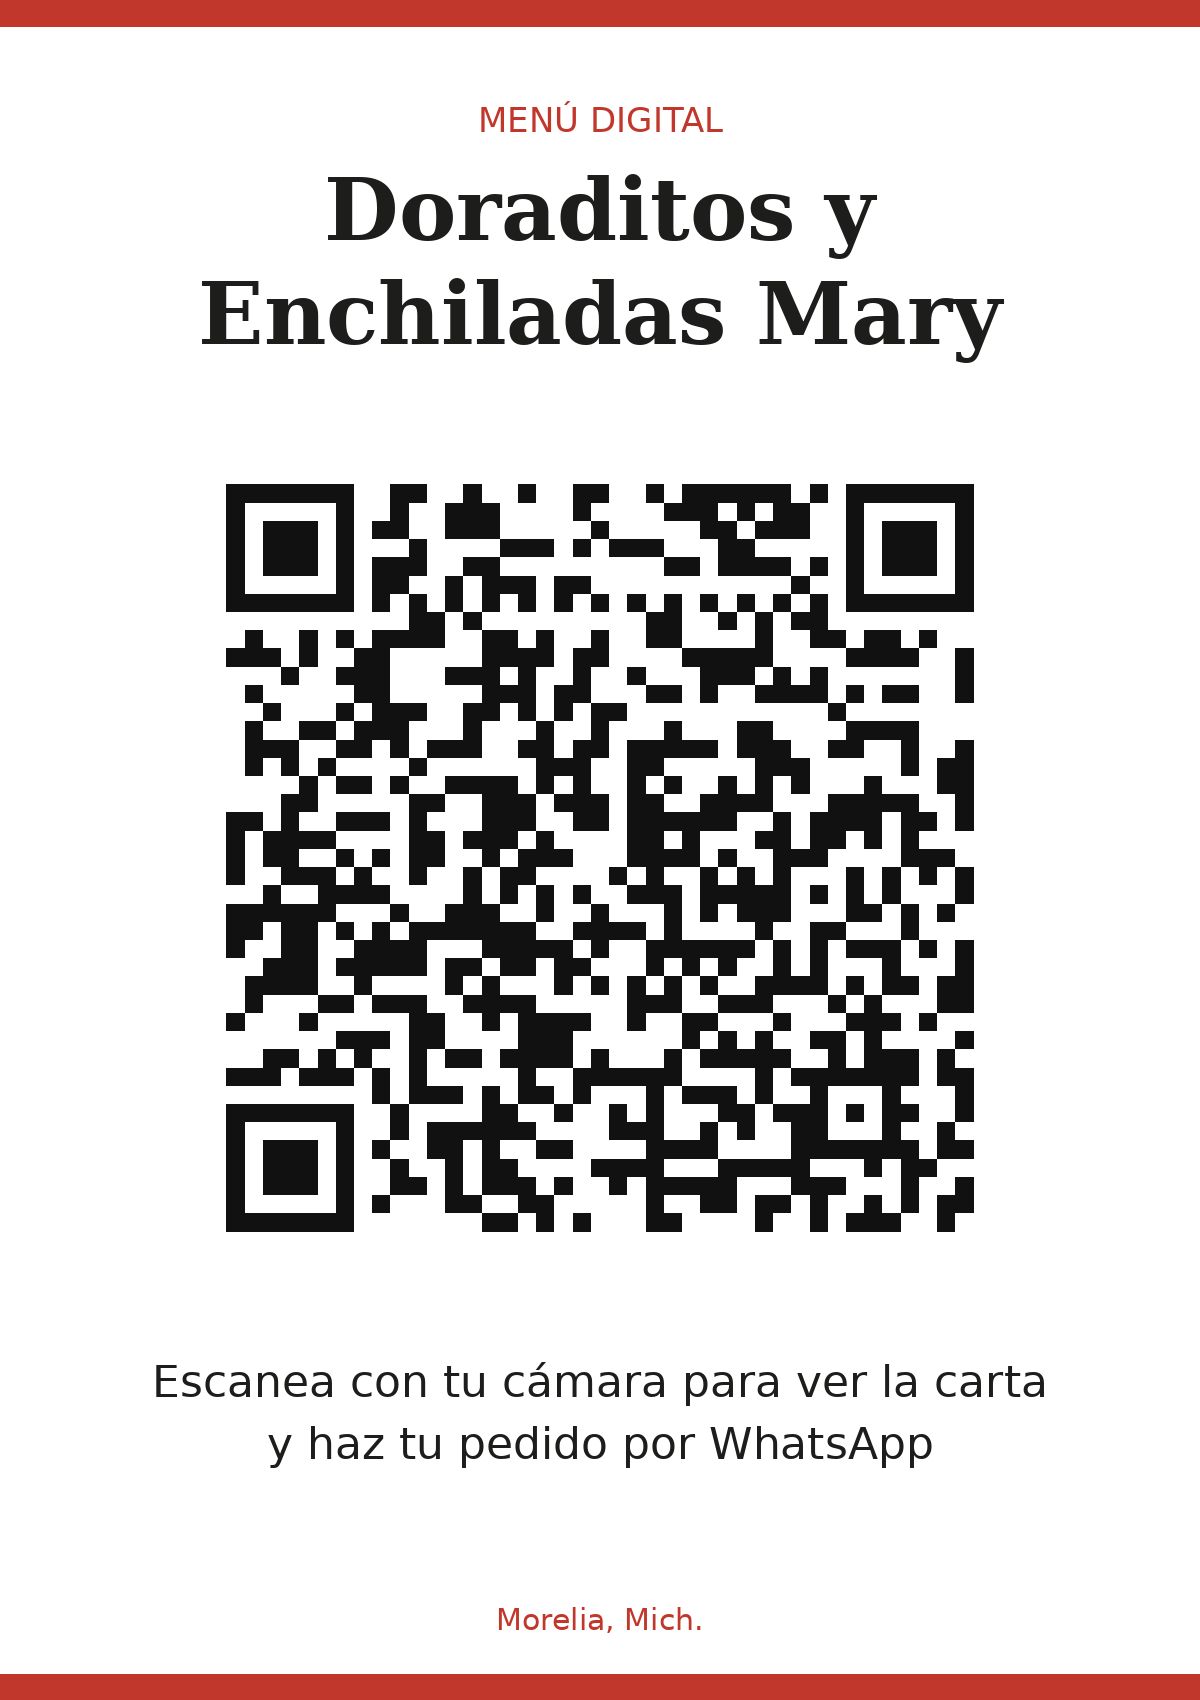 MENÚ DIGITAL
Doraditos y
Enchiladas Mary
Escanea con tu cámara para ver la carta
y haz tu pedido por WhatsApp
Morelia, Mich.